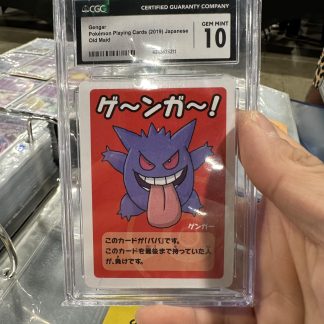 CGC
CERTIFIED GUARANTY COMPANY
Gengar
Pokémon Playing Cards (2019) Japanese
Old Maid
GEM MINT
10
ゲ〜ンガ〜!
ゲンガー
このカードが「ババ」です。
このカードを最後まで持っていた人
が、負けです。